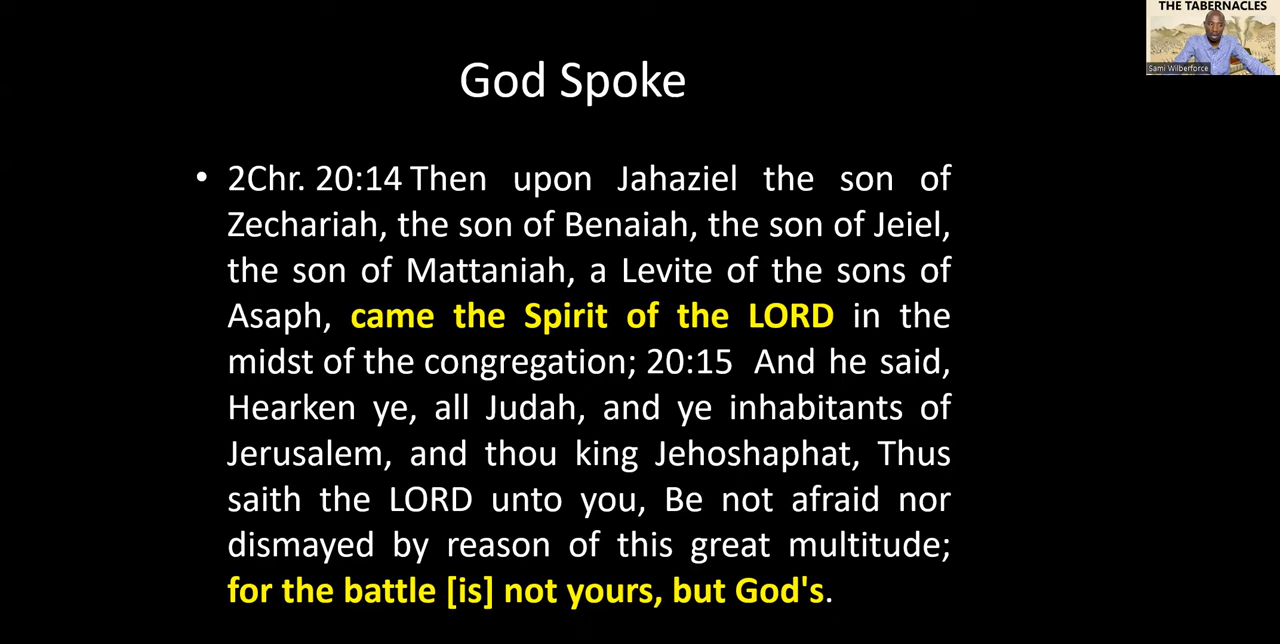 THE TABERNACLES
Sami Wilberforce
God Spoke
• 2Chr. 20:14 Then upon Jahaziel the son of
Zechariah, the son of Benaiah, the son of Jeiel,
the son of Mattaniah, a Levite of the sons of
Asaph, came the Spirit of the LORD in the
midst of the congregation; 20:15 And he said,
Hearken ye, all Judah, and ye inhabitants of
Jerusalem, and thou king Jehoshaphat, Thus
saith the LORD unto you, Be not afraid nor
dismayed by reason of this great multitude;
for the battle [is] not yours, but God's.